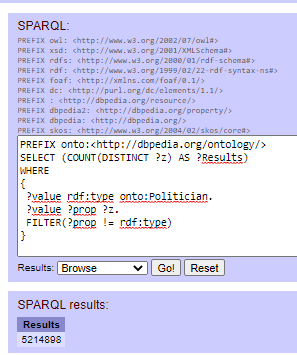 SPARQL:
PREFIX owl: <http://www.w3.org/2002/07/owl#>
PREFIX xsd: <http://www.w3.org/2001/XMLSchema#>
PREFIX rdfs: <http://www.w3.org/2000/01/rdf-schema#>
PREFIX rdf: <http://www.w3.org/1999/02/22-rdf-syntax-ns#>
PREFIX foaf: <http://xmlns.com/foaf/0.1/>
PREFIX dc: <http://purl.org/dc/elements/1.1/>
PREFIX : <http://dbpedia.org/resource/>
PREFIX dbpedia2: <http://dbpedia.org/property/>
PREFIX dbpedia: <http://dbpedia.org/>
PREFIX skos: <http://www.w3.org/2004/02/skos/core#>
PREFIX onto:<http://dbpedia.org/ontology/>
SELECT (COUNT(DISTINCT ?z) AS ?Results)
WHERE
{
?value rdf:type onto:Politician.
?value ?prop ?z.
FILTER(?prop != rdf:type)
}
Results: Browse Go! Reset
SPARQL results:
Results
5214898